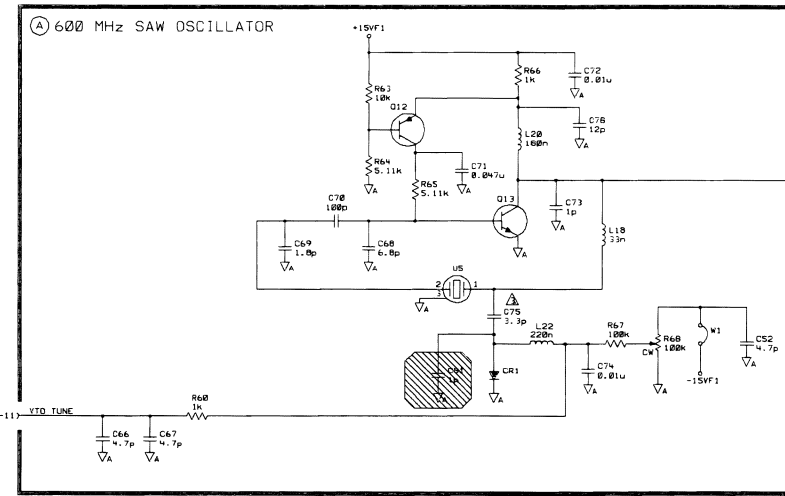 A 600 MHz SAW OSCILLATOR
+15VF1
R66
1k
C72
0.01u
A
R63
10k
Q12
C76
12p
A
L20
160n
R64
5.11k
A
C71
0.047u
A
R65
5.11k
C70
100p
Q13
C73
1p
A
A
L18
33n
C69
1.8p
A
C68
6.8p
A
U5
2
3
1
A
C75
3.3p
L22
220n
R67
100k
CW
R68
100k
A
W1
-15VF1
C52
4.7p
A
1p
A
CR1
A
C74
0.01u
A
R60
1k
-11) VTO TUNE
C66
4.7p
A
C67
4.7p
A